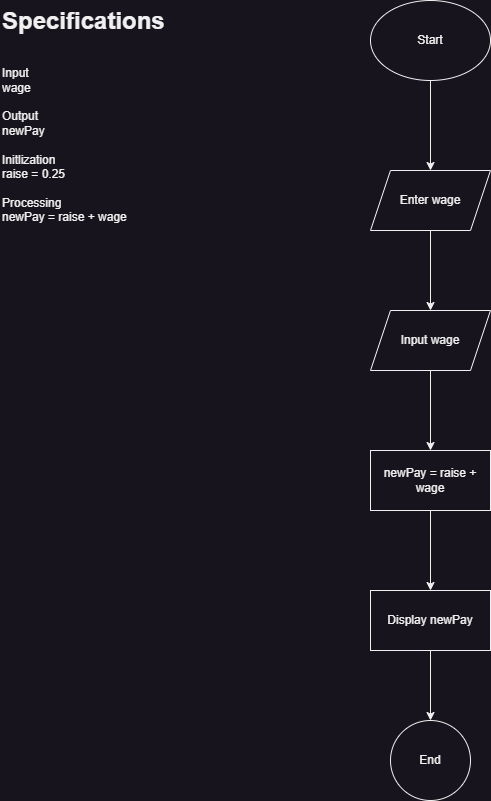 Specifications
Input
wage
Output
newPay
Initlization
raise = 0.25
Processing
newPay = raise + wage
Start
Enter wage
Input wage
newPay = raise +
wage
Display newPay
End